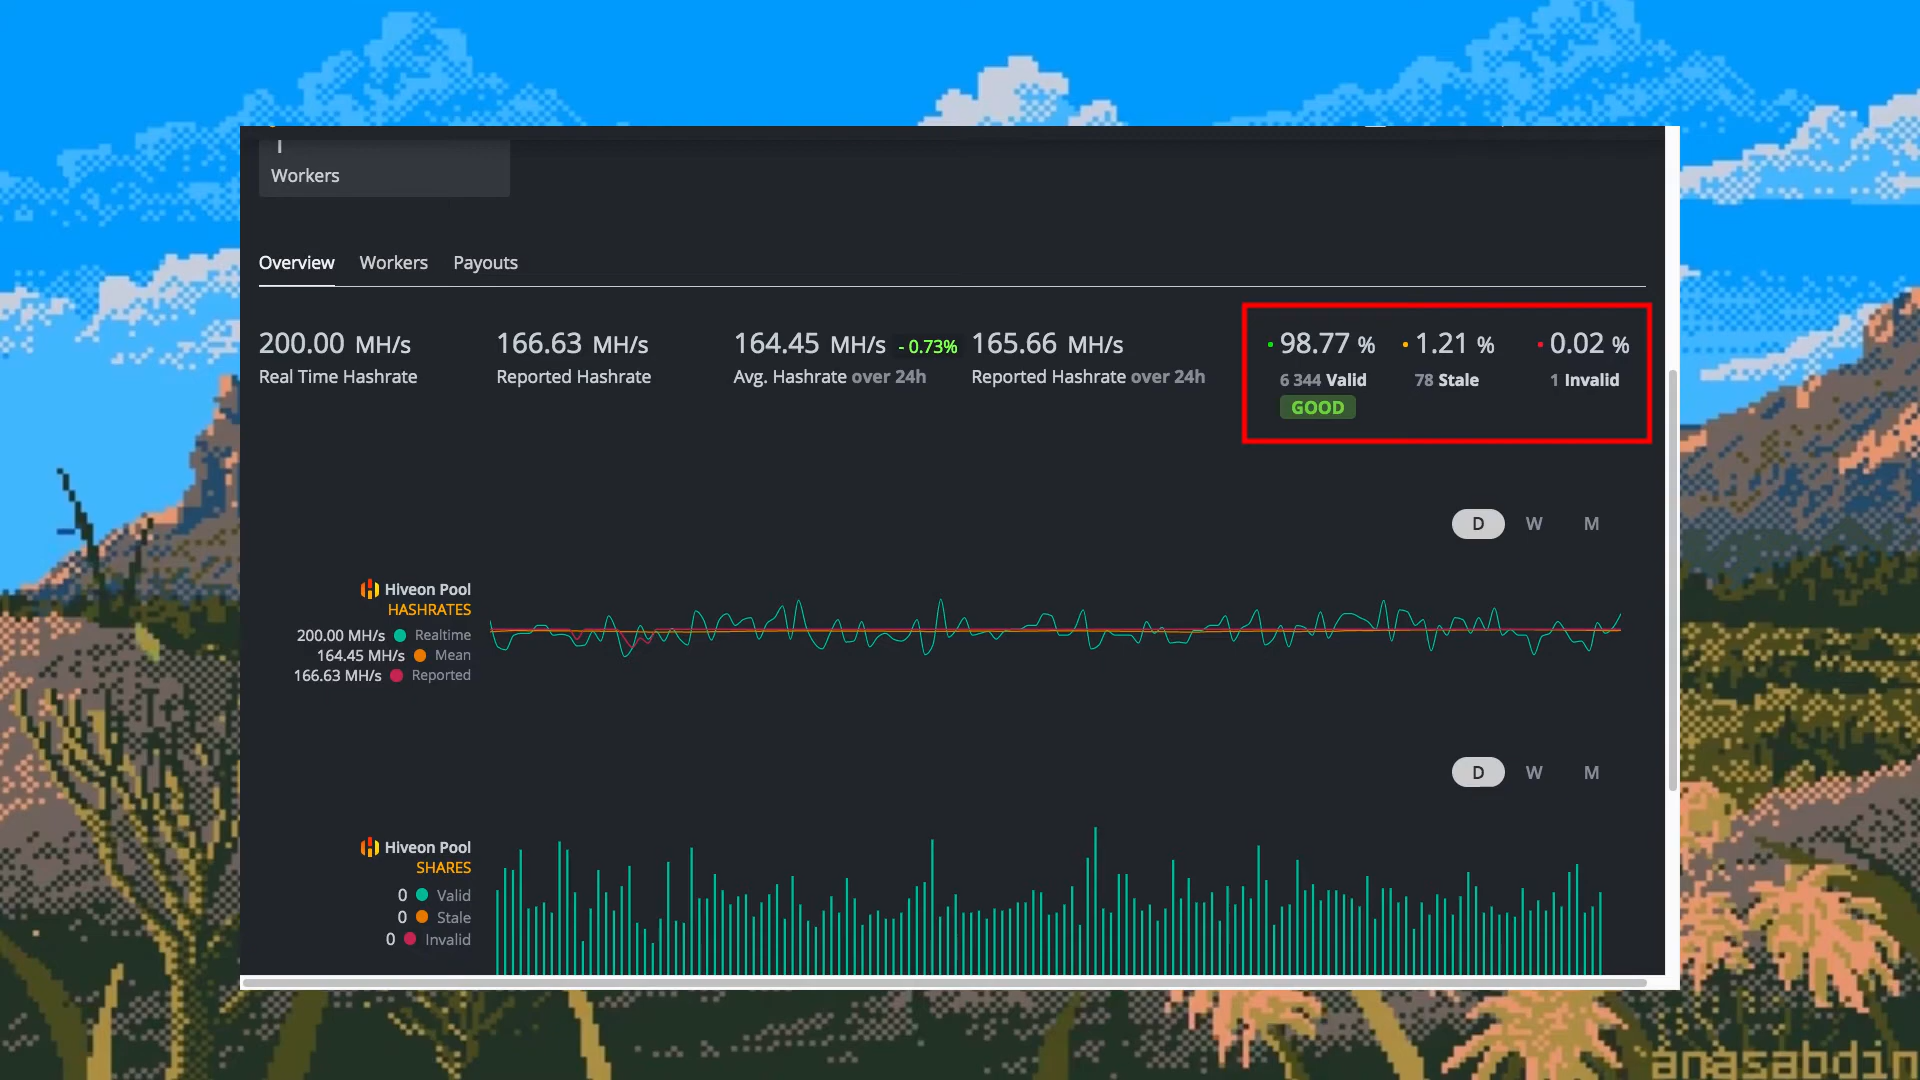 Workers
Overview Workers Payouts
200.00 MH/s 166.63 MH/s 164.45 MH/s - 0.73% 165.66 MH/s 98.77 % 1.21 % 0.02 %
Real Time Hashrate Reported Hashrate Avg. Hashrate over 24h Reported Hashrate over 24h 6 344 Valid 78 Stale 1 Invalid
GOOD
D W M
Hiveon Pool
HASHRATES
200.00 MH/s Realtime
164.45 MH/s Mean
166.63 MH/s Reported
D W M
Hiveon Pool
SHARES
0 Valid
0 Stale
0 Invalid
anasabdin